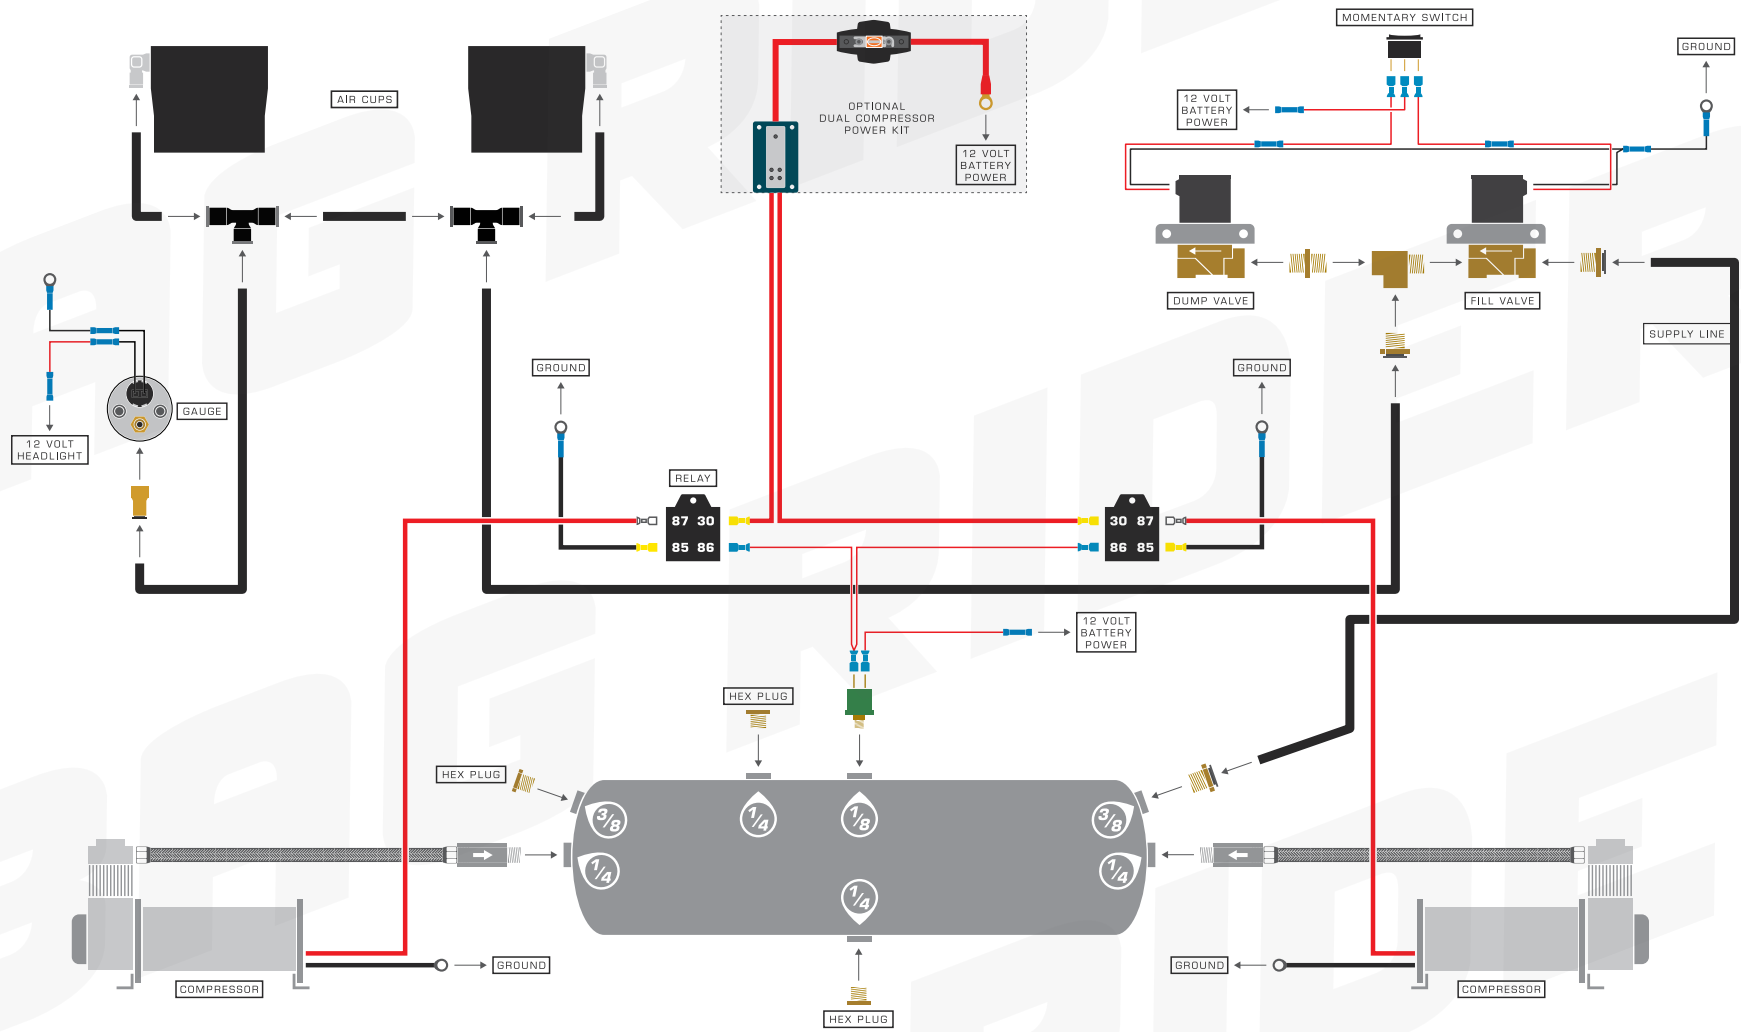 MOMENTARY SWITCH
GROUND
AIR CUPS
OPTIONAL
DUAL COMPRESSOR
POWER KIT
12 VOLT
BATTERY
POWER
12 VOLT
BATTERY
POWER
DUMP VALVE
FILL VALVE
SUPPLY LINE
GAUGE
12 VOLT
HEADLIGHT
GROUND
GROUND
RELAY
87 30
85 86
30 87
86 85
12 VOLT
BATTERY
POWER
HEX PLUG
HEX PLUG
3/8
1/4
1/8
3/8
1/4
1/4
1/4
GROUND
COMPRESSOR
GROUND
COMPRESSOR
HEX PLUG
BAG RIDER